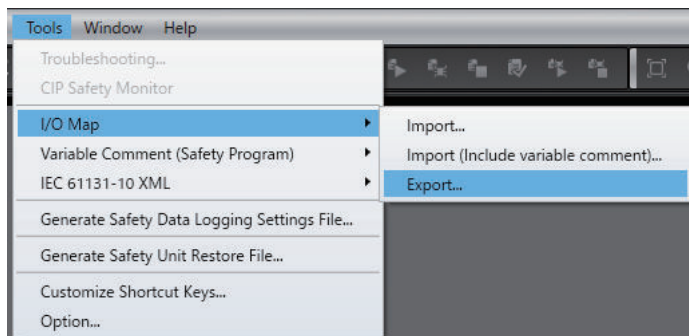 Tools Window Help
Troubleshooting...
CIP Safety Monitor
I/O Map
Variable Comment (Safety Program)
IEC 61131-10 XML
Generate Safety Data Logging Settings File...
Generate Safety Unit Restore File...
Customize Shortcut Keys...
Option...
Import...
Import (Include variable comment)...
Export...